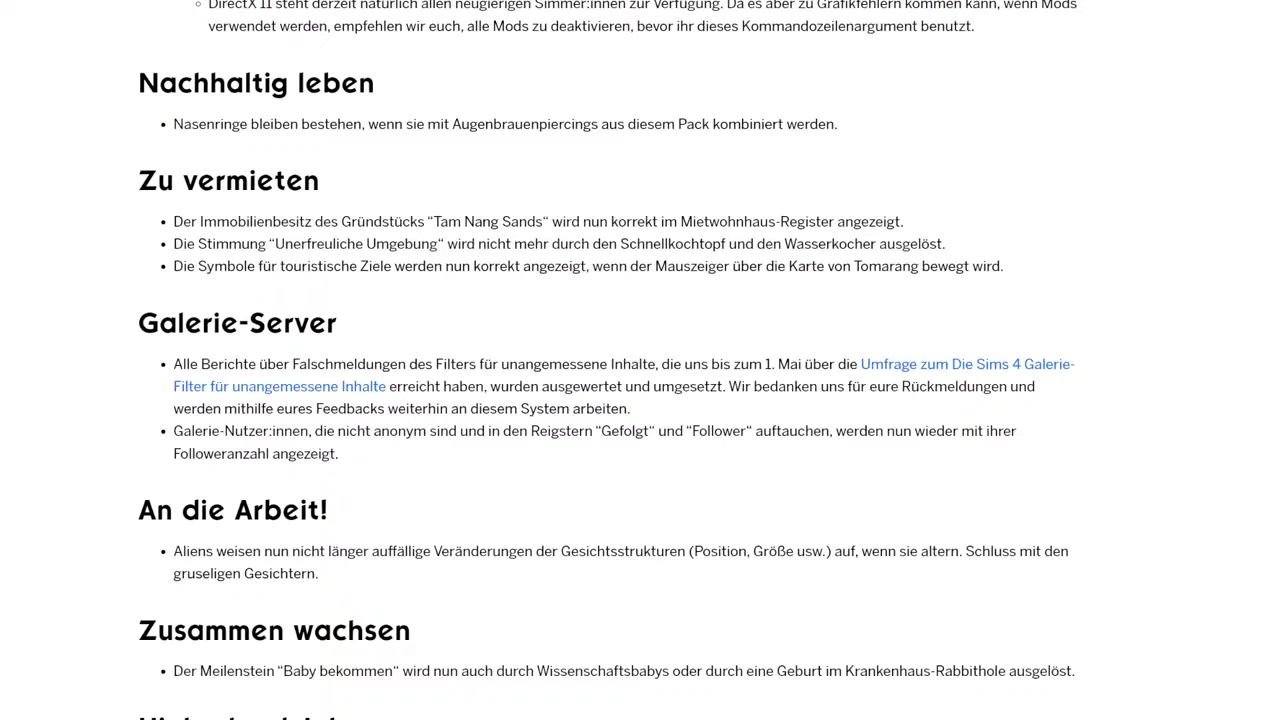 DirectX 11 steht derzeit natürlich allen neugierigen Simmer:innen zur Verfügung. Da es aber zu Grafikfehlern kommen kann, wenn Mods
verwendet werden, empfehlen wir euch, alle Mods zu deaktivieren, bevor ihr dieses Kommandozeilenargument benutzt.
Nachhaltig leben
• Nasenringe bleiben bestehen, wenn sie mit Augenbrauenpiercings aus diesem Pack kombiniert werden.
Zu vermieten
• Der Immobilienbesitz des Gründstücks “Tam Nang Sands“ wird nun korrekt im Mietwohnhaus-Register angezeigt.
• Die Stimmung “Unerfreuliche Umgebung“ wird nicht mehr durch den Schnellkochtopf und den Wasserkocher ausgelöst.
• Die Symbole für touristische Ziele werden nun korrekt angezeigt, wenn der Mauszeiger über die Karte von Tomarang bewegt wird.
Galerie-Server
• Alle Berichte über Falschmeldungen des Filters für unangemessene Inhalte, die uns bis zum 1. Mai über die Umfrage zum Die Sims 4 Galerie-
Filter für unangemessene Inhalte erreicht haben, wurden ausgewertet und umgesetzt. Wir bedanken uns für eure Rückmeldungen und
werden mithilfe eures Feedbacks weiterhin an diesem System arbeiten.
• Galerie-Nutzer:innen, die nicht anonym sind und in den Reigstern “Gefolgt“ und “Follower“ auftauchen, werden nun wieder mit ihrer
Followeranzahl angezeigt.
An die Arbeit!
• Aliens weisen nun nicht länger auffällige Veränderungen der Gesichtsstrukturen (Position, Größe usw.) auf, wenn sie altern. Schluss mit den
gruseligen Gesichtern.
Zusammen wachsen
• Der Meilenstein “Baby bekommen“ wird nun auch durch Wissenschaftsbabys oder durch eine Geburt im Krankenhaus-Rabbithole ausgelöst.